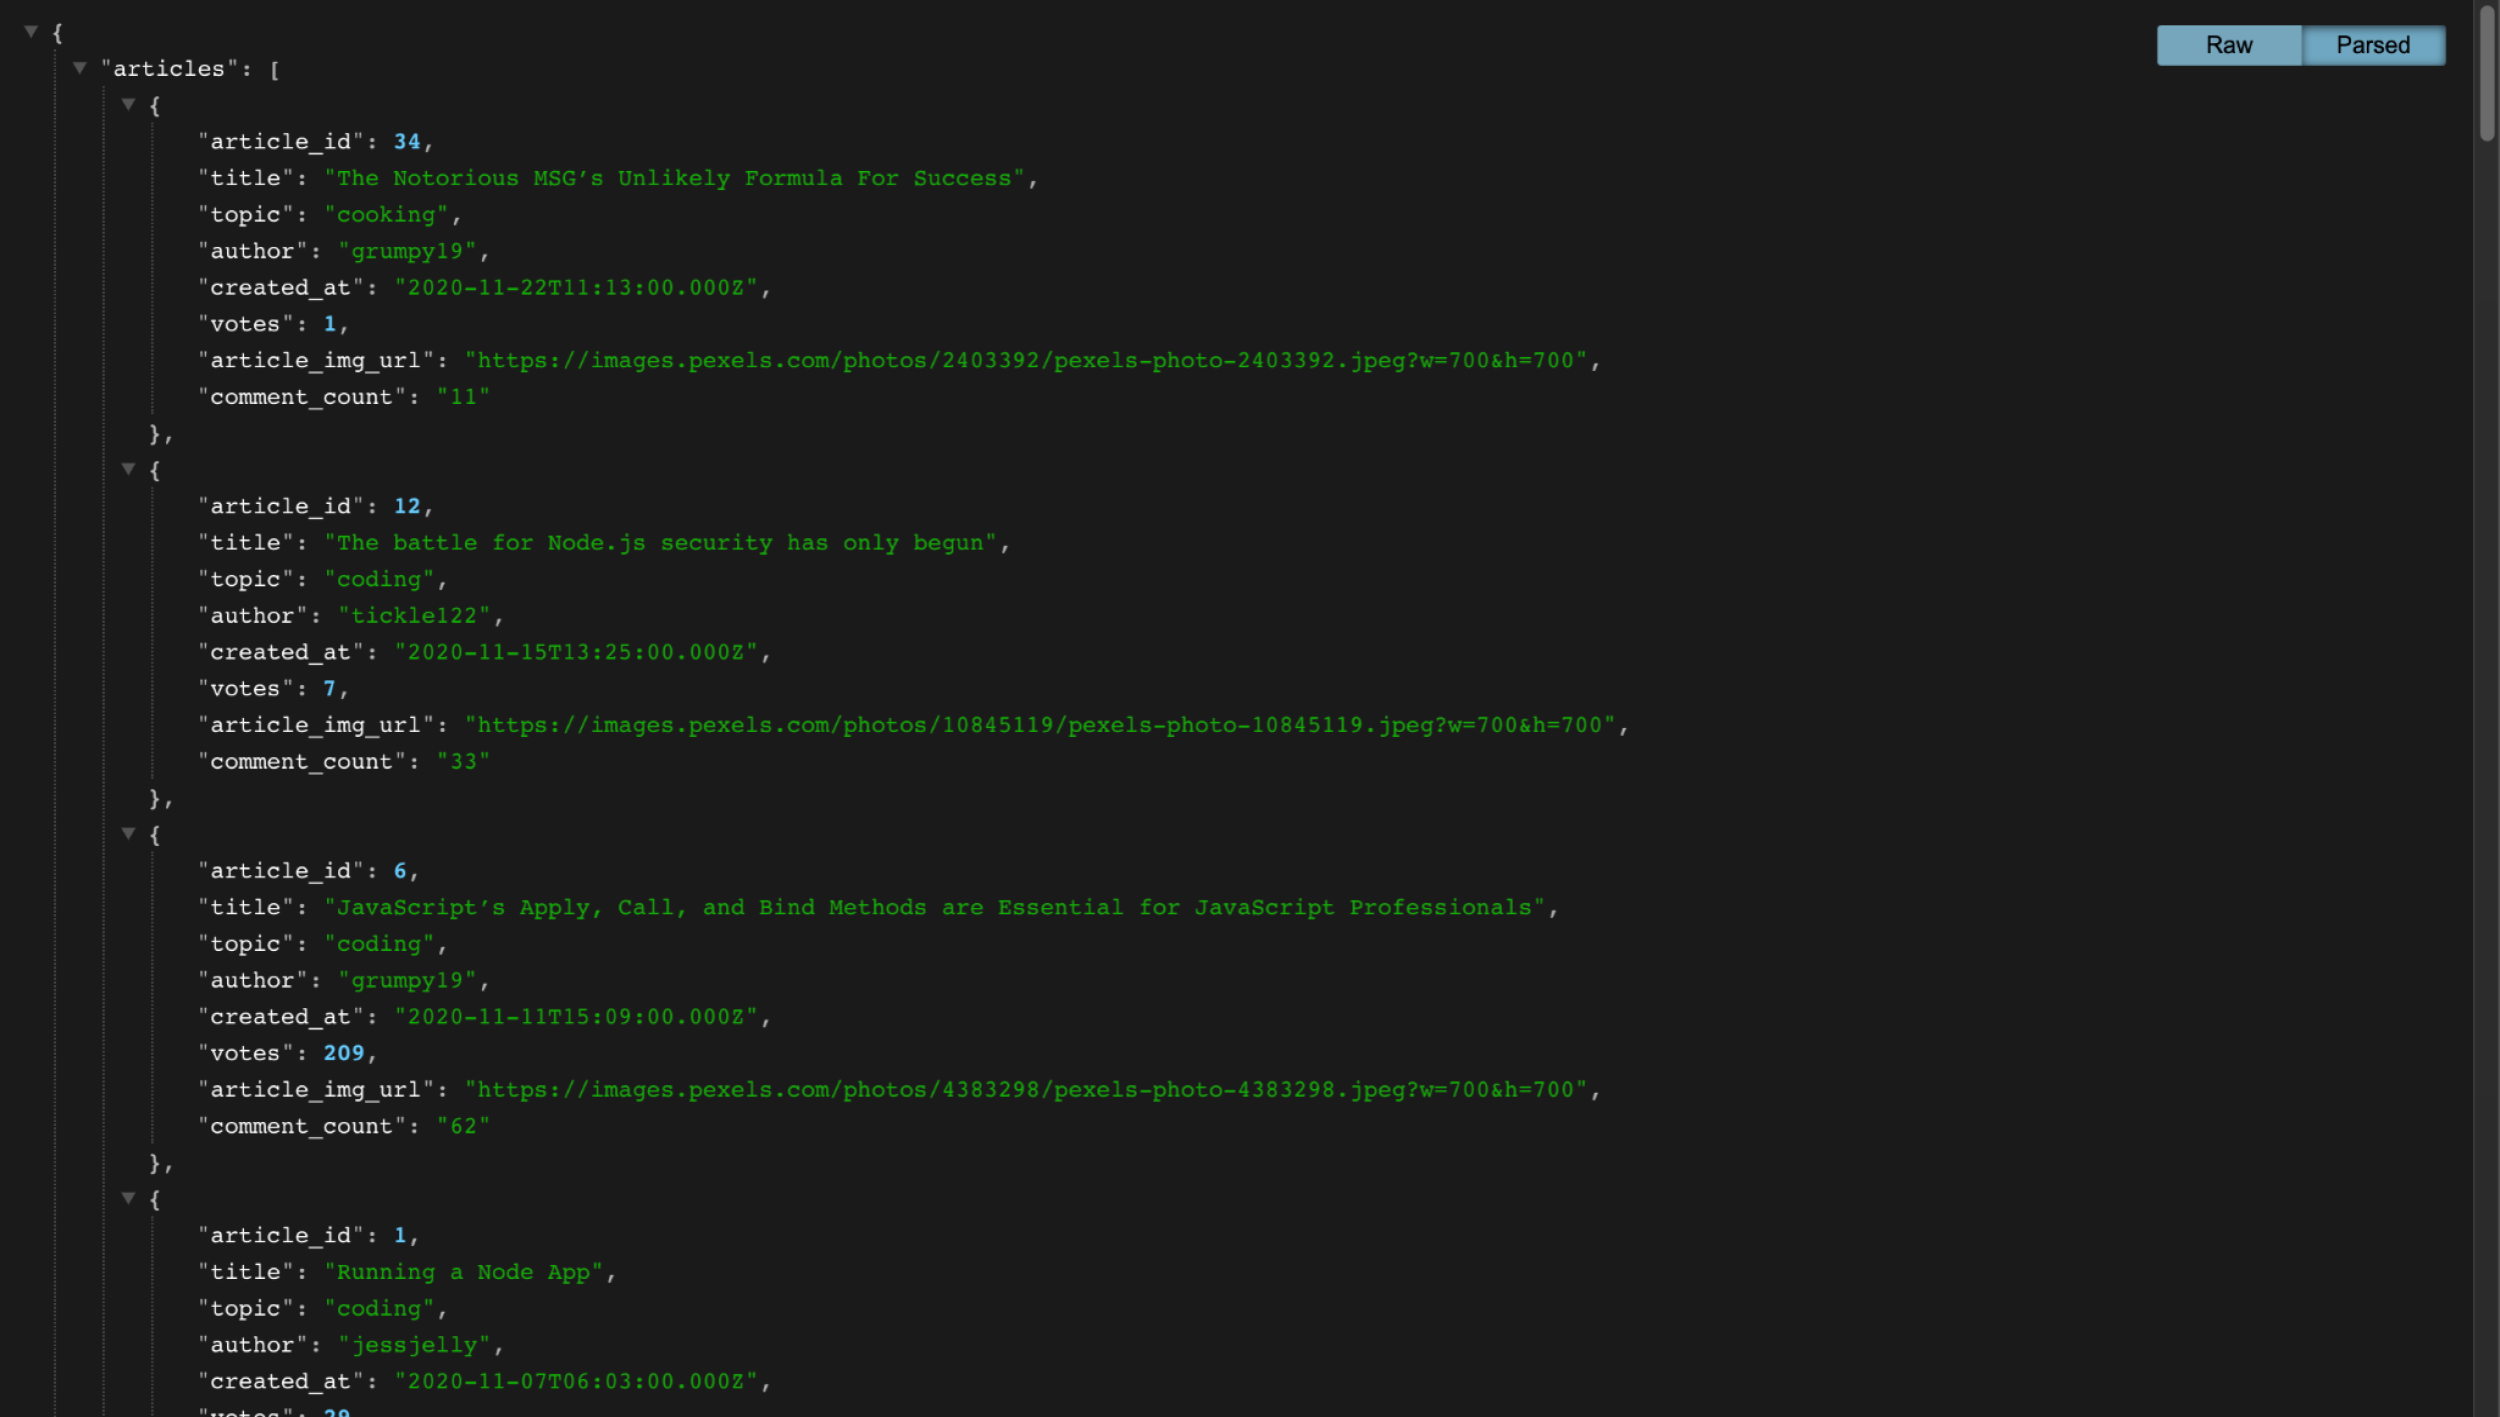 {
Raw Parsed
"articles": [
{
"article_id": 34,
"title": "The Notorious MSG’s Unlikely Formula For Success",
"topic": "cooking",
"author": "grumpy19",
"created_at": "2020-11-22T11:13:00.000Z",
"votes": 1,
"article_img_url": "https://images.pexels.com/photos/2403392/pexels-photo-2403392.jpeg?w=700&h=700",
"comment_count": "11"
},
{
"article_id": 12,
"title": "The battle for Node.js security has only begun",
"topic": "coding",
"author": "tickle122",
"created_at": "2020-11-15T13:25:00.000Z",
"votes": 7,
"article_img_url": "https://images.pexels.com/photos/10845119/pexels-photo-10845119.jpeg?w=700&h=700",
"comment_count": "33"
},
{
"article_id": 6,
"title": "JavaScript’s Apply, Call, and Bind Methods are Essential for JavaScript Professionals",
"topic": "coding",
"author": "grumpy19",
"created_at": "2020-11-11T15:09:00.000Z",
"votes": 209,
"article_img_url": "https://images.pexels.com/photos/4383298/pexels-photo-4383298.jpeg?w=700&h=700",
"comment_count": "62"
},
{
"article_id": 1,
"title": "Running a Node App",
"topic": "coding",
"author": "jessjelly",
"created_at": "2020-11-07T06:03:00.000Z",
"votes": 29